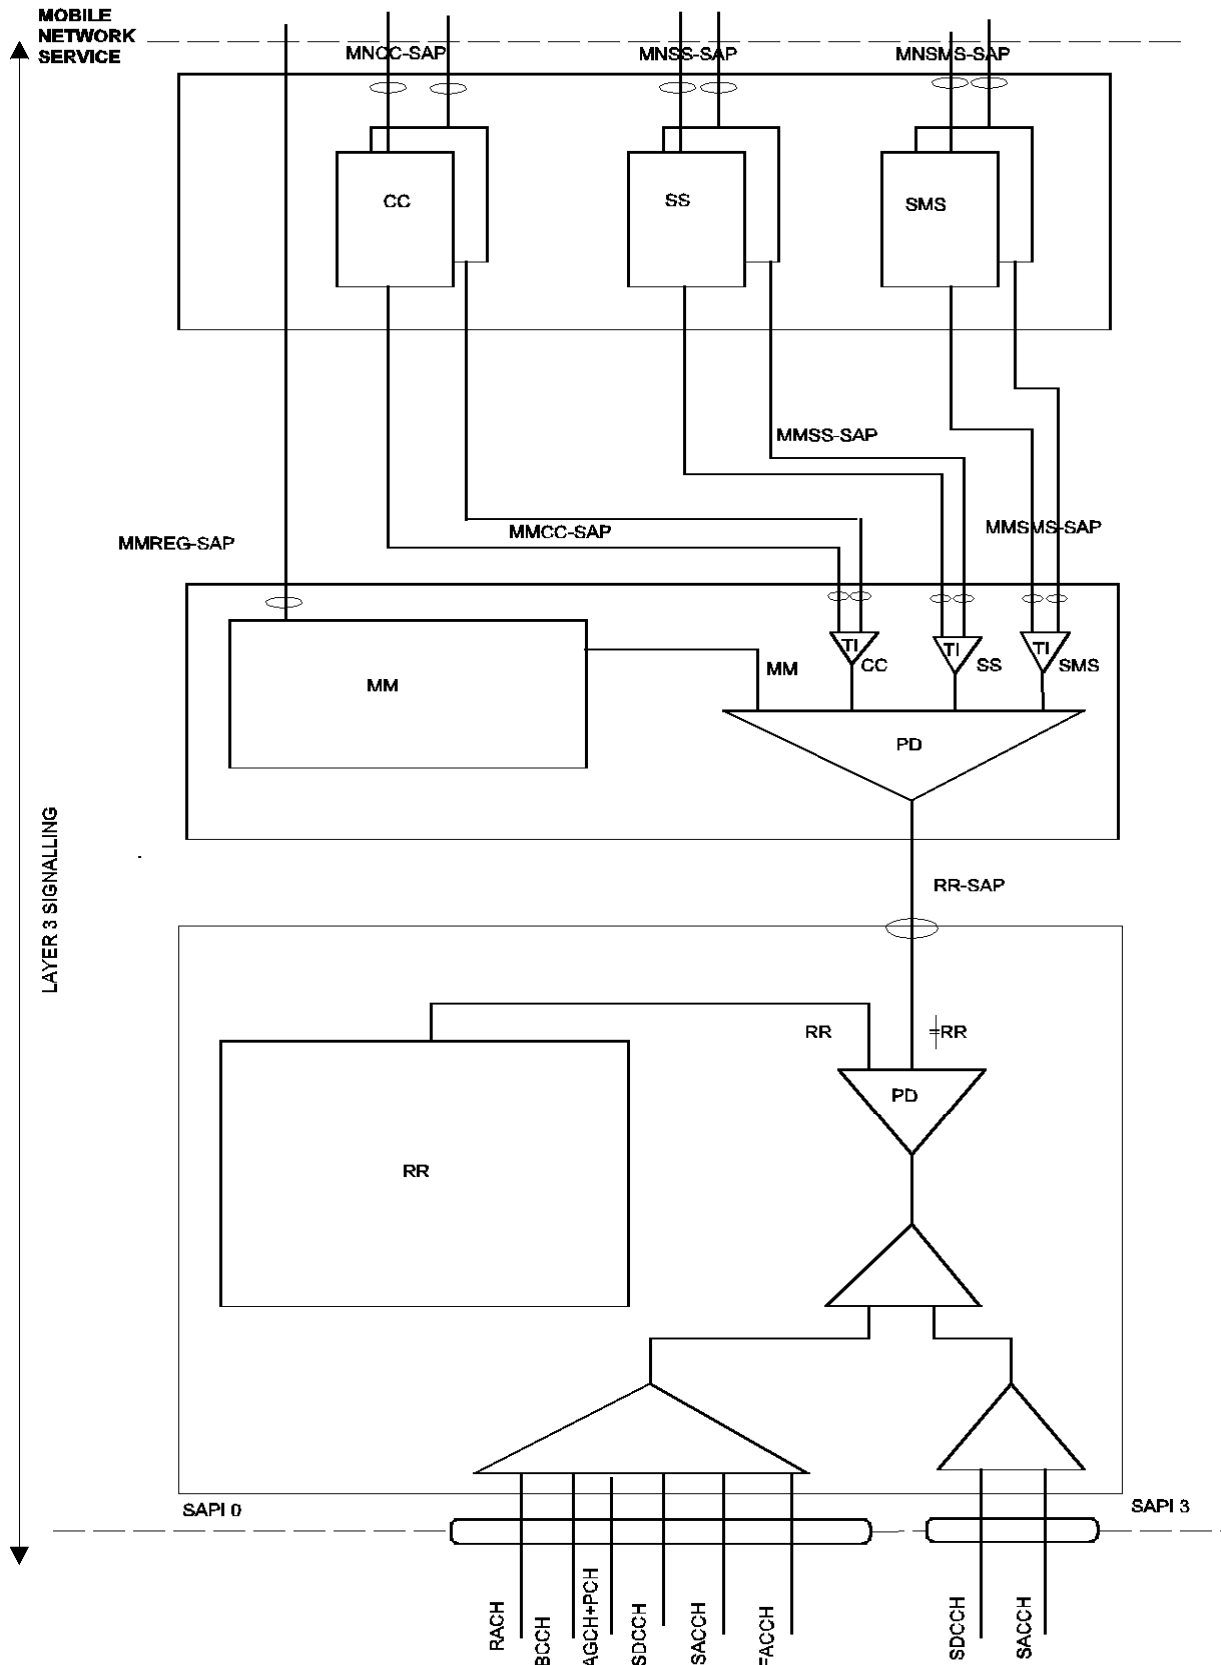 MOBILE
NETWORK
SERVICE
MNCC-SAP
MNSS-SAP
MNSMS-SAP
CC
SS
SMS
MMSS-SAP
MMCC-SAP
MMSMS-SAP
MMREG-SAP
TI
TI
TI
CC
SS
SMS
MM
MM
PD
LAYER 3 SIGNALLING
RR-SAP
RR
≠RR
PD
RR
SAPI 0
SAPI 3
RACH
BCCH
AGCH+PCH
SDCCH
SACCH
FACCH
SDCCH
SACCH